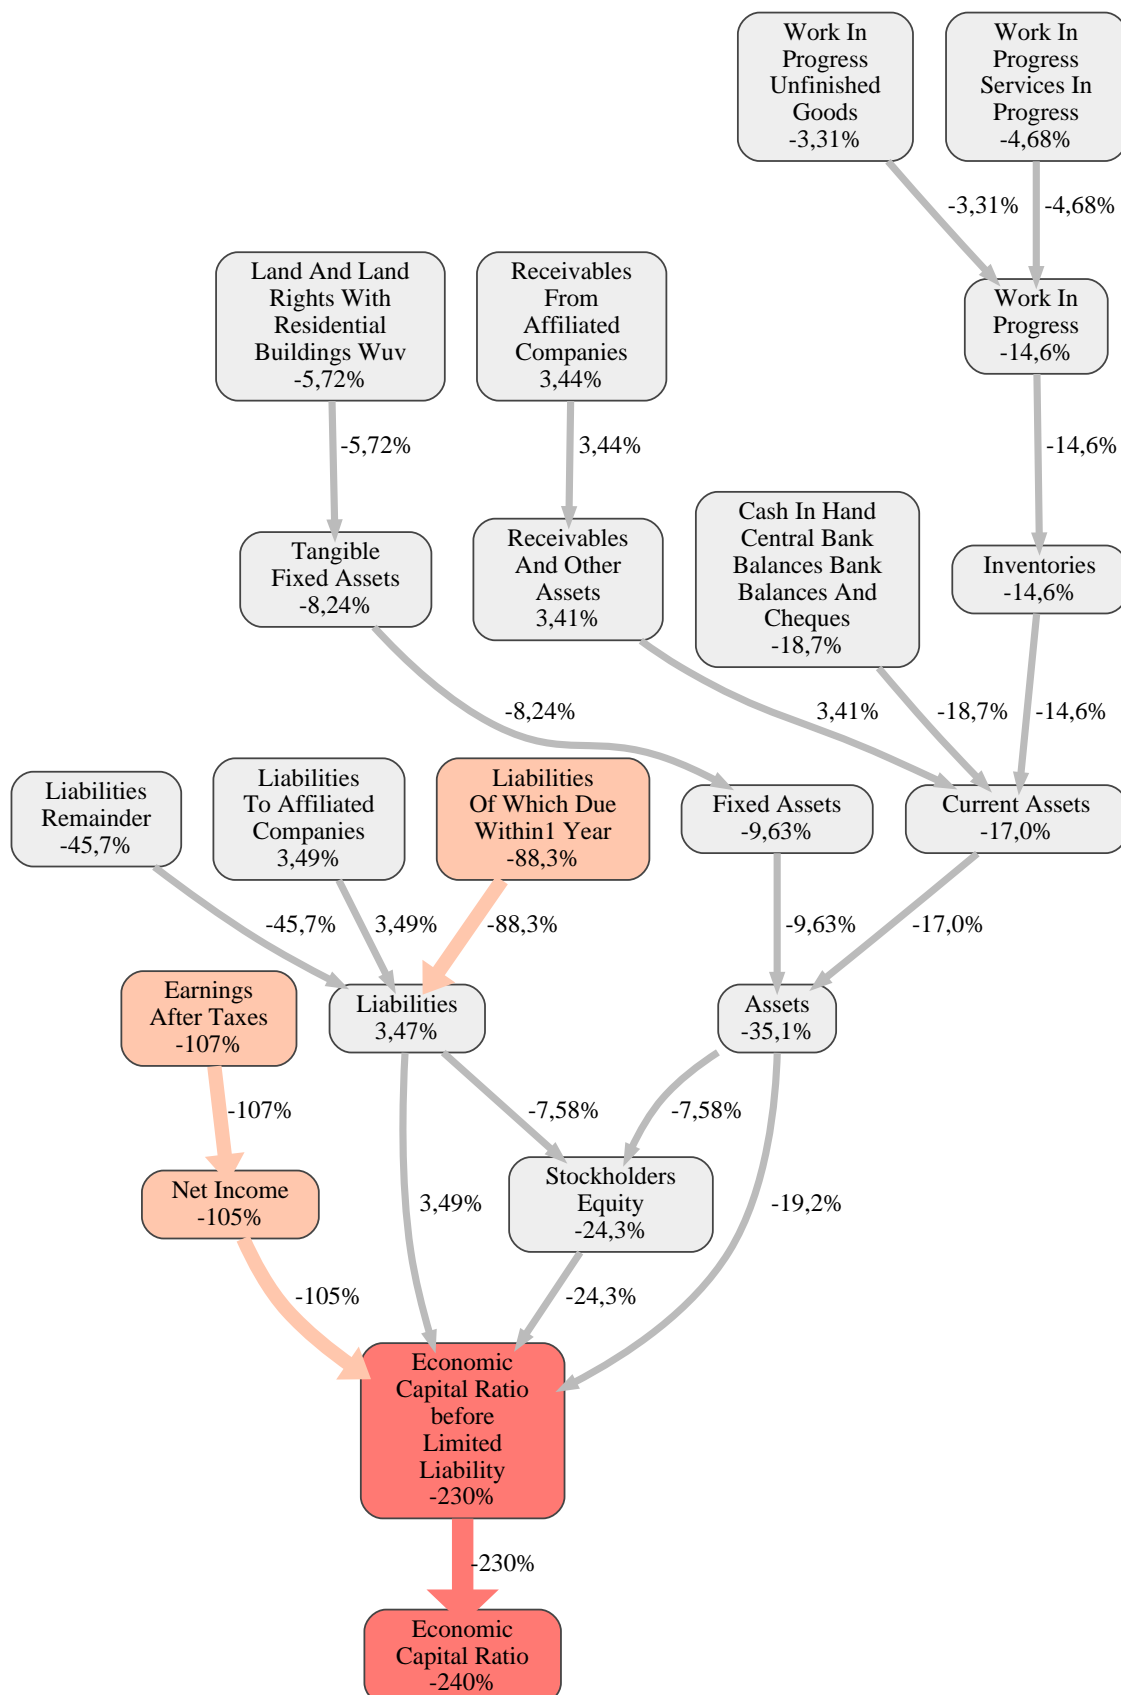 Work In
Progress
Unfinished
Goods
-3,31%
Work In
Progress
Services In
Progress
-4,68%
-3,31%
-4,68%
Land And Land
Rights With
Residential
Buildings Wuv
-5,72%
Receivables
From
Affiliated
Companies
3,44%
Work In
Progress
-14,6%
-5,72%
3,44%
-14,6%
Tangible
Fixed Assets
-8,24%
Receivables
And Other
Assets
3,41%
Cash In Hand
Central Bank
Balances Bank
Balances And
Cheques
-18,7%
Inventories
-14,6%
-8,24%
3,41%
-18,7%
-14,6%
Liabilities
Remainder
-45,7%
Liabilities
To Affiliated
Companies
3,49%
Liabilities
Of Which Due
Within1 Year
-88,3%
Fixed Assets
-9,63%
Current Assets
-17,0%
-45,7%
3,49%
-88,3%
-9,63%
-17,0%
Earnings
After Taxes
-107%
Liabilities
3,47%
Assets
-35,1%
-107%
-7,58%
-7,58%
Net Income
-105%
3,49%
Stockholders
Equity
-24,3%
-19,2%
-105%
-24,3%
Economic
Capital Ratio
before
Limited
Liability
-230%
-230%
Economic
Capital Ratio
-240%